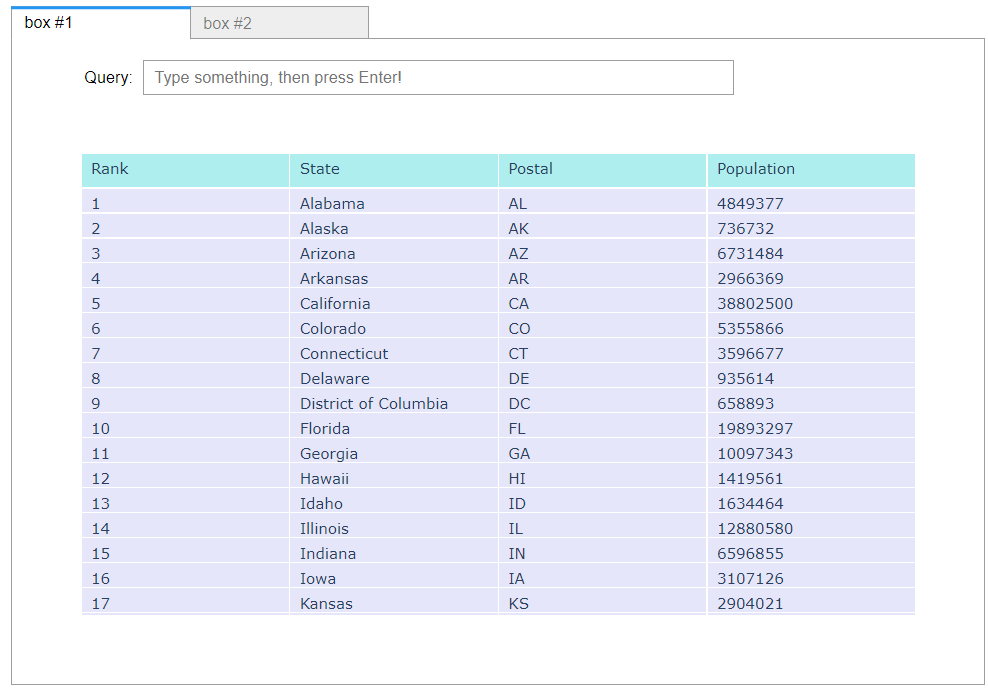 box #1 box #2
Query: Type something, then press Enter!
Rank State Postal Population
1 Alabama AL 4849377
2 Alaska AK 736732
3 Arizona AZ 6731484
4 Arkansas AR 2966369
5 California CA 38802500
6 Colorado CO 5355866
7 Connecticut CT 3596677
8 Delaware DE 935614
9 District of Columbia DC 658893
10 Florida FL 19893297
11 Georgia GA 10097343
12 Hawaii HI 1419561
13 Idaho ID 1634464
14 Illinois IL 12880580
15 Indiana IN 6596855
16 Iowa IA 3107126
17 Kansas KS 2904021